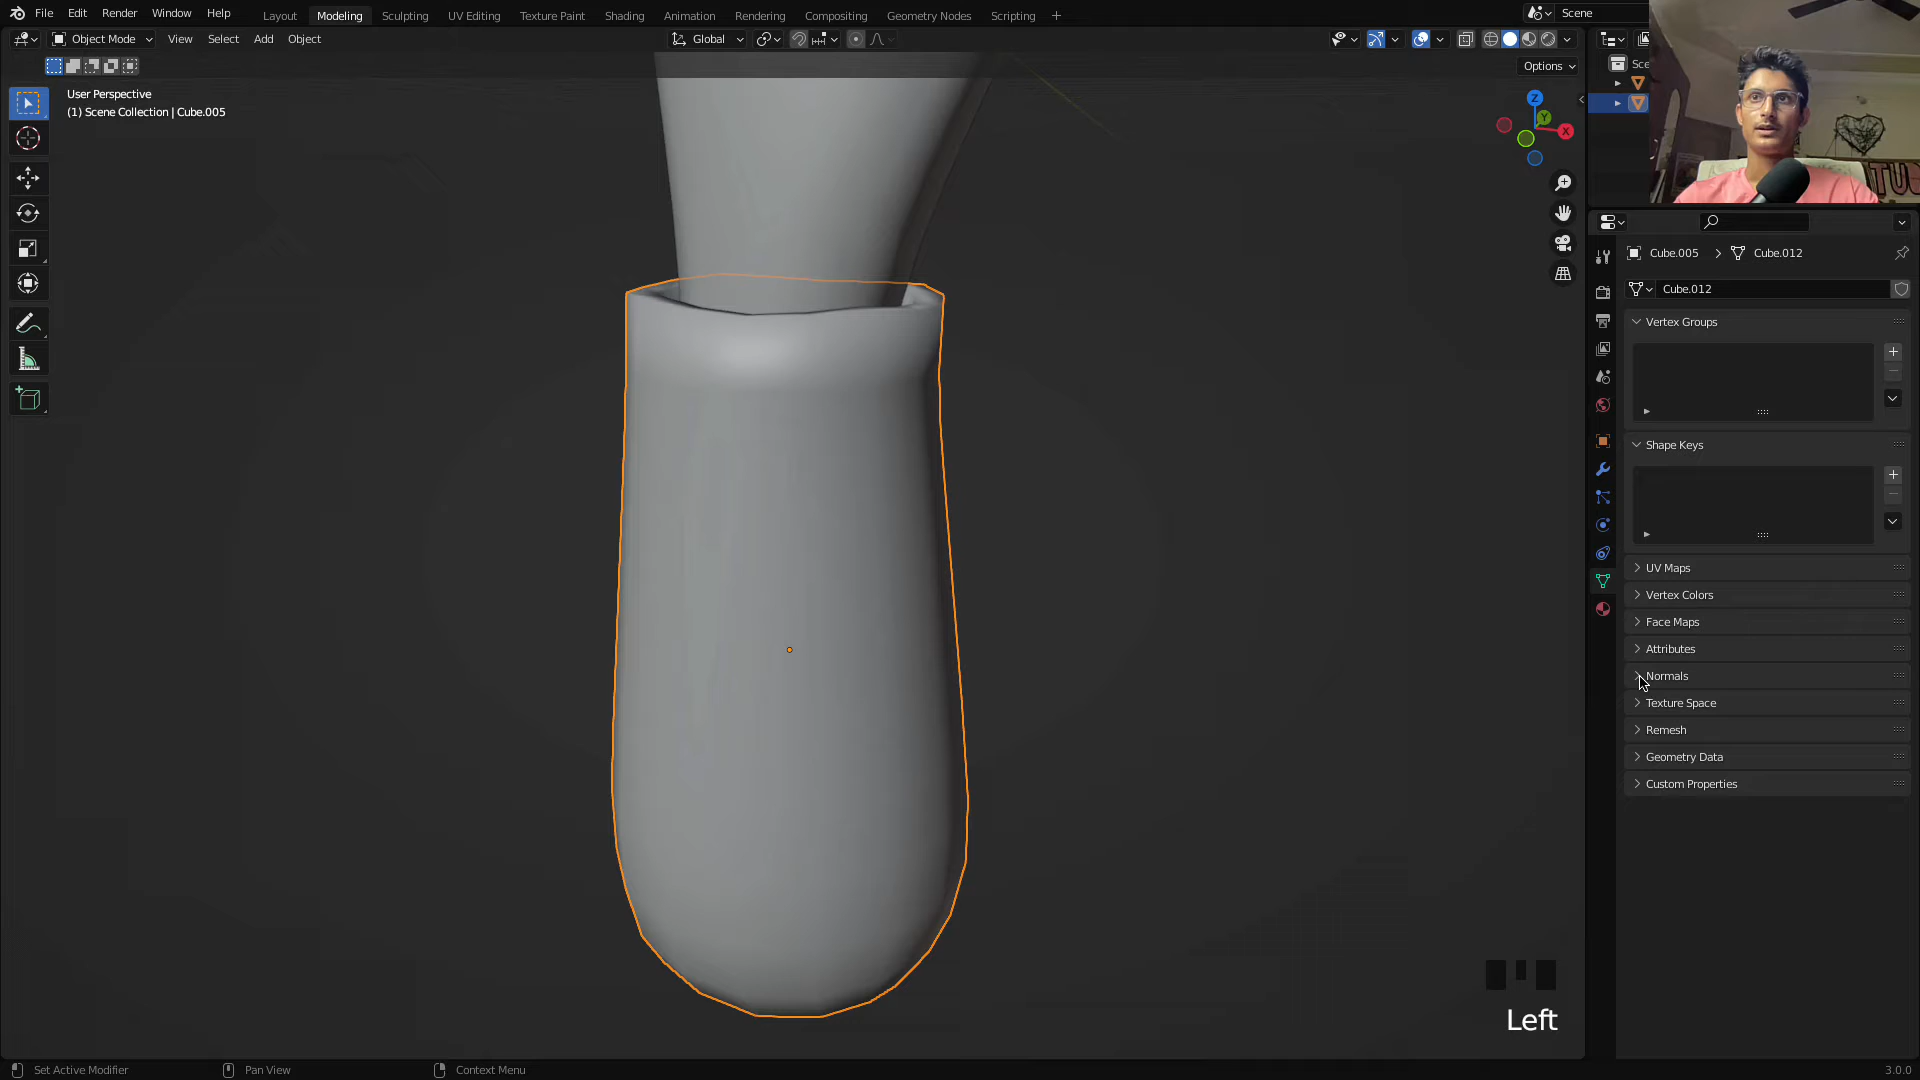 File Edit Render Window Help
Layout Modeling Sculpting UV Editing Texture Paint Shading Animation Rendering Compositing Geometry Nodes Scripting +
Scene
Object Mode View Select Add Object
Global
Options
User Perspective
(1) Scene Collection | Cube.005
Z
Y
X
Sce
Cube.005 Cube.012
Cube.012
Vertex Groups
Shape Keys
UV Maps
Vertex Colors
Face Maps
Attributes
Normals
Texture Space
Remesh
Geometry Data
Custom Properties
Left
Set Active Modifier Pan View Context Menu
3.0.0